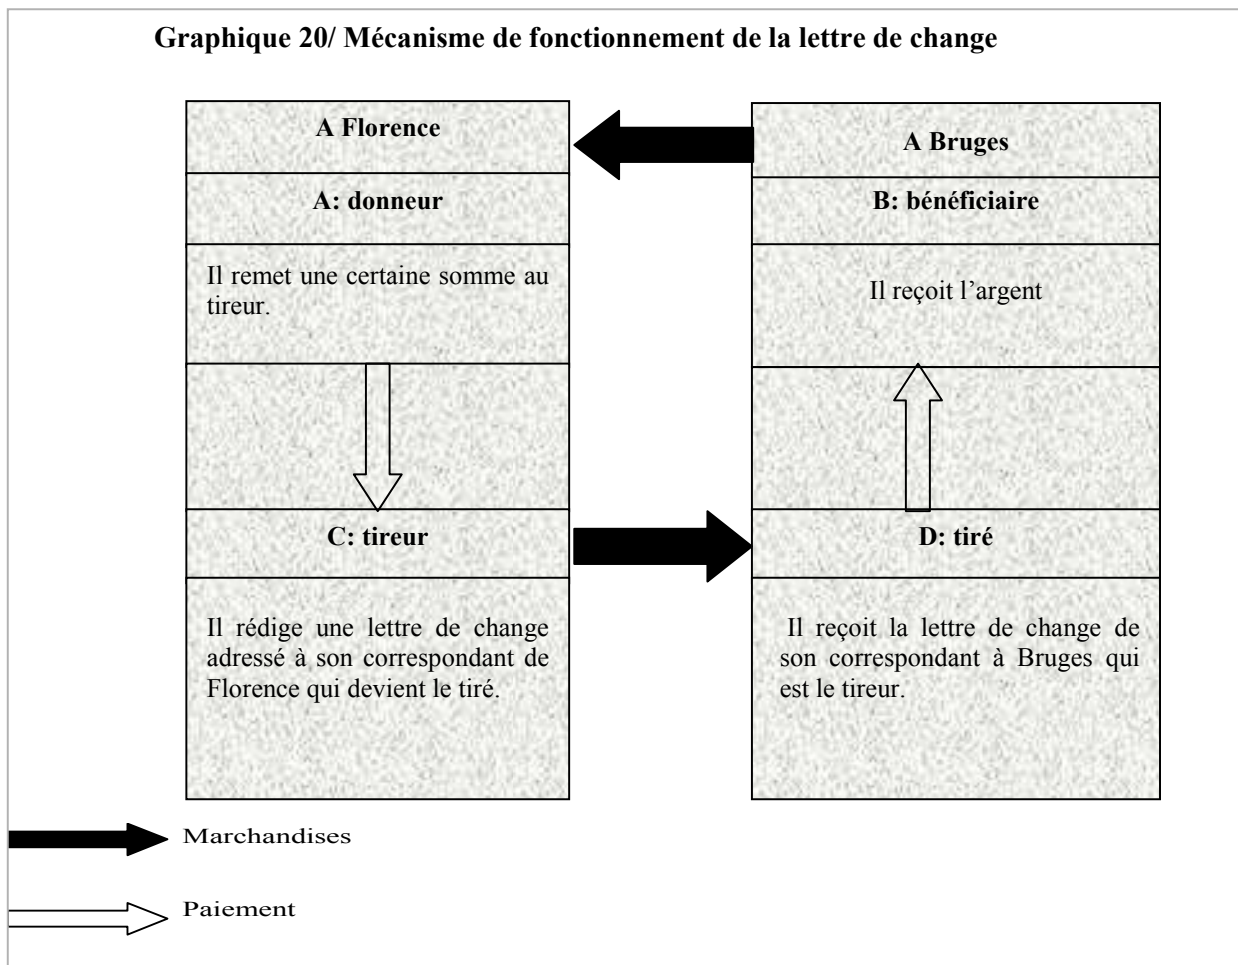 Graphique 20/ Mécanisme de fonctionnement de la lettre de change
A Florence
A: donneur
Il remet une certaine somme au
tireur.
C: tireur
Il rédige une lettre de change
adressé à son correspondant de
Florence qui devient le tiré.
A Bruges
B: bénéficiaire
Il reçoit l’argent
D: tiré
Il reçoit la lettre de change de
son correspondant à Bruges qui
est le tireur.
Marchandises
Paiement